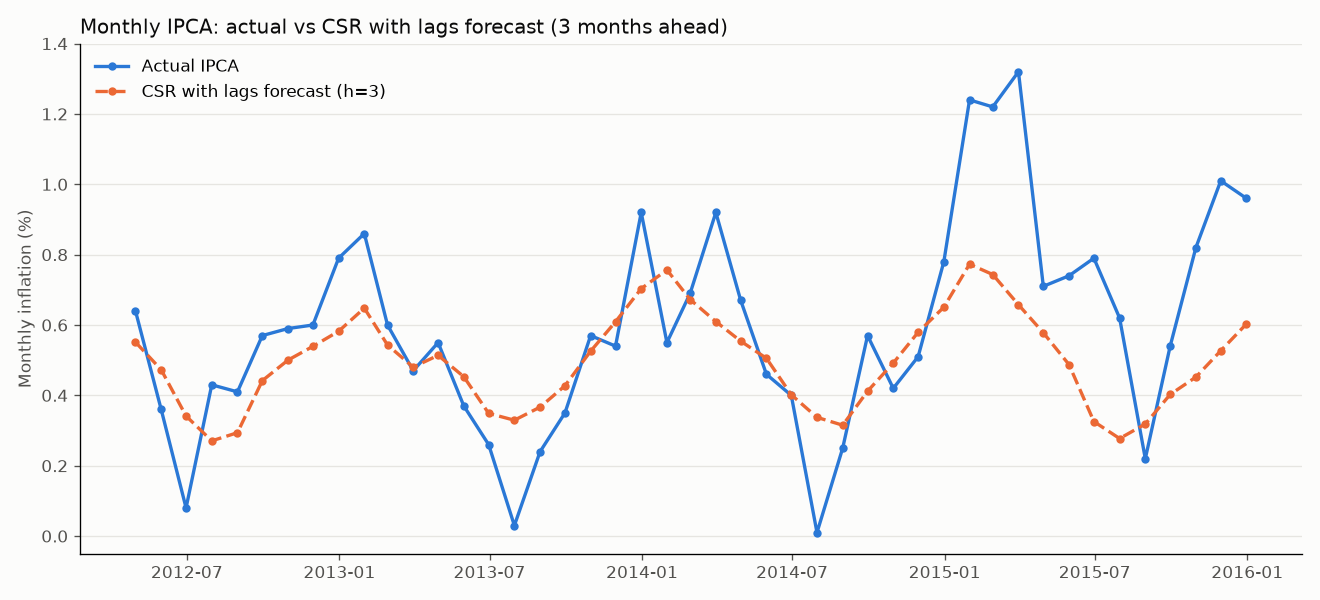 Monthly IPCA: actual vs CSR with lags forecast (3 months ahead)
Actual IPCA
CSR with lags forecast (h=3)
Monthly inflation (%)
1.4
1.2
1.0
0.8
0.6
0.4
0.2
0.0
2012-07 2013-01 2013-07 2014-01 2014-07 2015-01 2015-07 2016-01